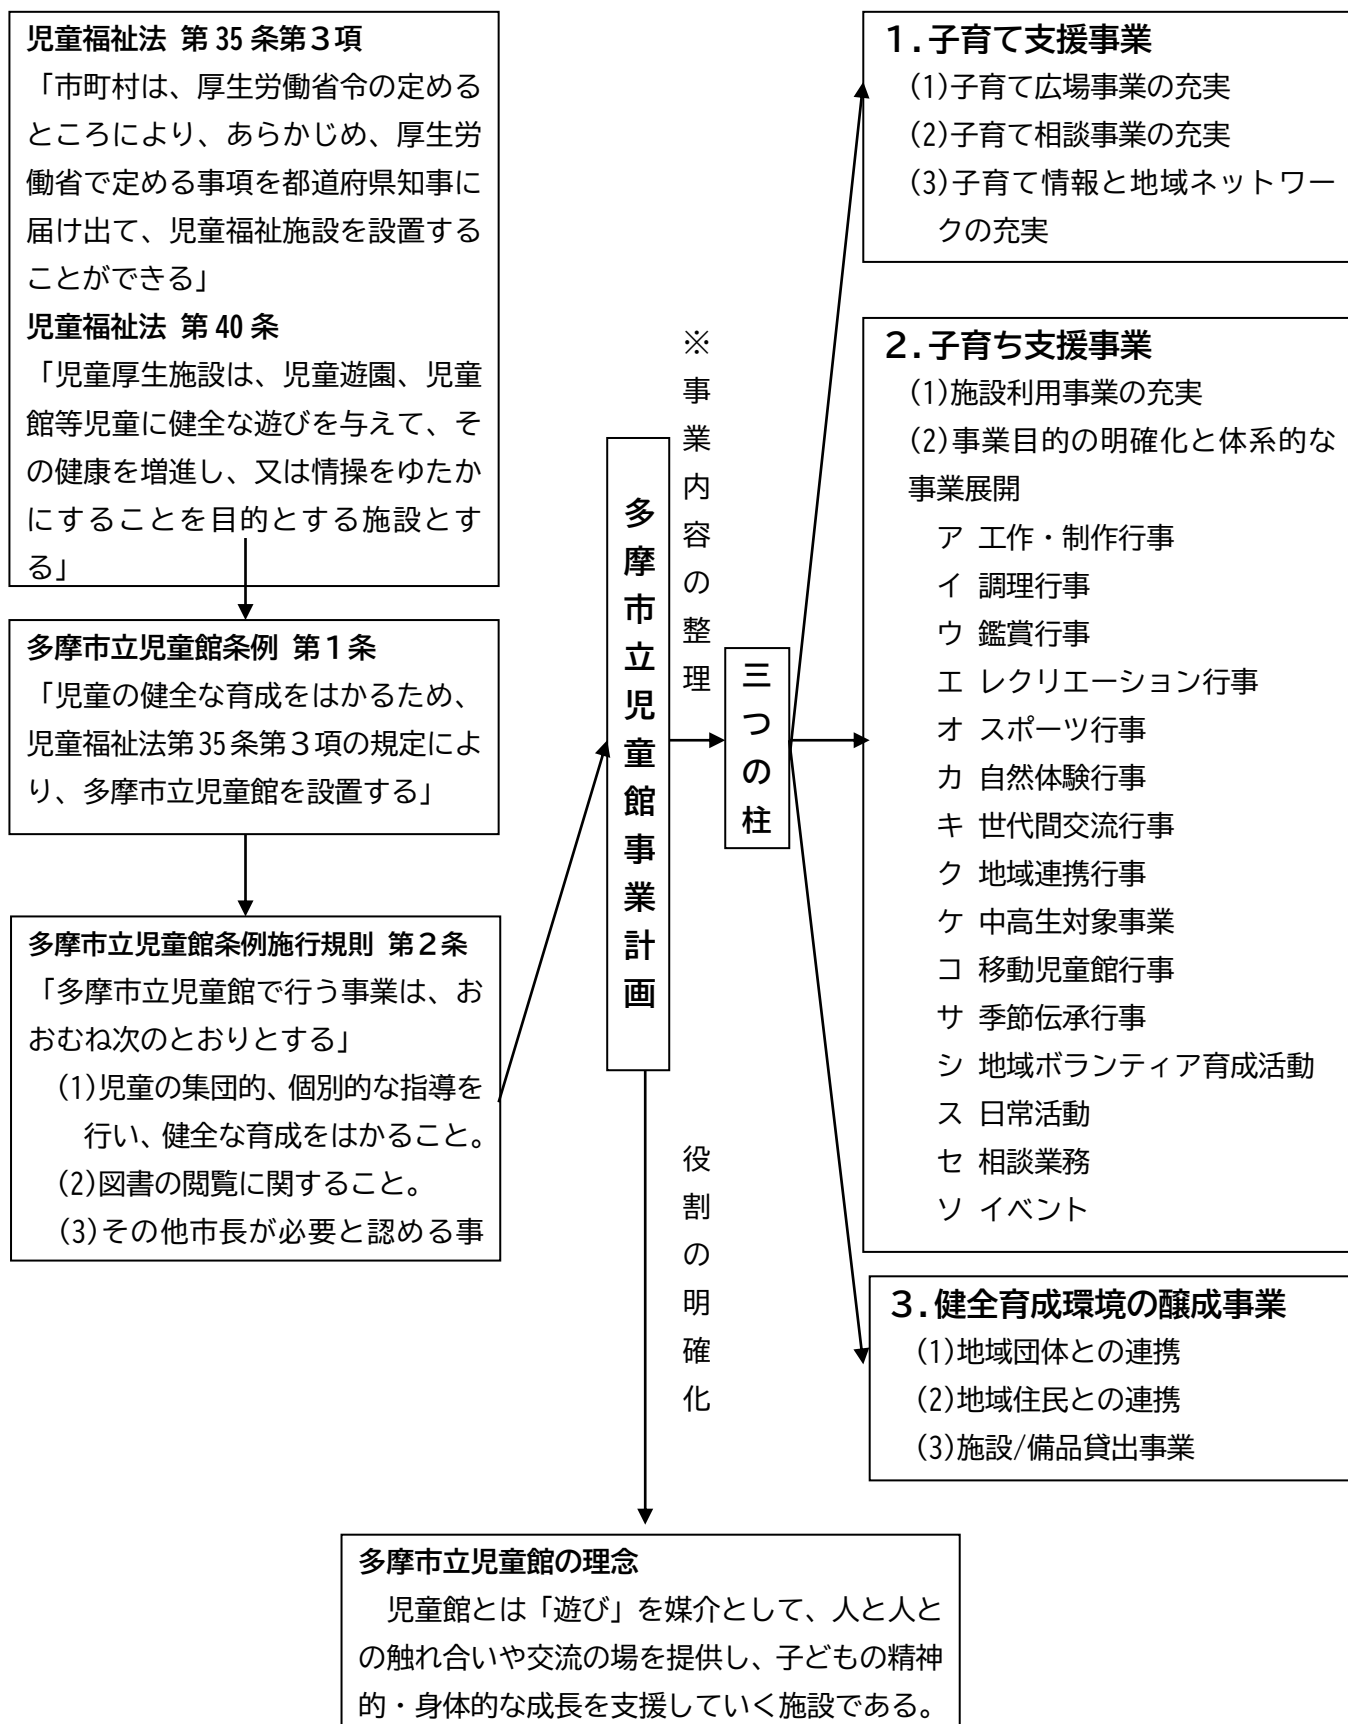 児童福祉法 第35条第３項
「市町村は、厚生労働省令の定める
ところにより、あらかじめ、厚生労
働省で定める事項を都道府県知事に
届け出て、児童福祉施設を設置する
ことができる」
児童福祉法 第40条
「児童厚生施設は、児童遊園、児童
館等児童に健全な遊びを与えて、そ
の健康を増進し、又は情操をゆたか
にすることを目的とする施設とす
る」
多摩市立児童館条例 第１条
「児童の健全な育成をはかるため、
児童福祉法第35条第３項の規定によ
り、多摩市立児童館を設置する」
多摩市立児童館条例施行規則 第２条
「多摩市立児童館で行う事業は、お
おむね次のとおりとする」
(1)児童の集団的、個別的な指導を
行い、健全な育成をはかること。
(2)図書の閲覧に関すること。
(3)その他市長が必要と認める事
多摩市立児童館事業計画
※事業内容の整理
役割の明確化
三つの柱
１.子育て支援事業
(1)子育て広場事業の充実
(2)子育て相談事業の充実
(3)子育て情報と地域ネットワー
クの充実
２.子育ち支援事業
(1)施設利用事業の充実
(2)事業目的の明確化と体系的な
事業展開
ア 工作・制作行事
イ 調理行事
ウ 鑑賞行事
エ レクリエーション行事
オ スポーツ行事
カ 自然体験行事
キ 世代間交流行事
ク 地域連携行事
ケ 中高生対象事業
コ 移動児童館行事
サ 季節伝承行事
シ 地域ボランティア育成活動
ス 日常活動
セ 相談業務
ソ イベント
３.健全育成環境の醸成事業
(1)地域団体との連携
(2)地域住民との連携
(3)施設/備品貸出事業
多摩市立児童館の理念
児童館とは「遊び」を媒介として、人と人と
の触れ合いや交流の場を提供し、子どもの精神
的・身体的な成長を支援していく施設である。